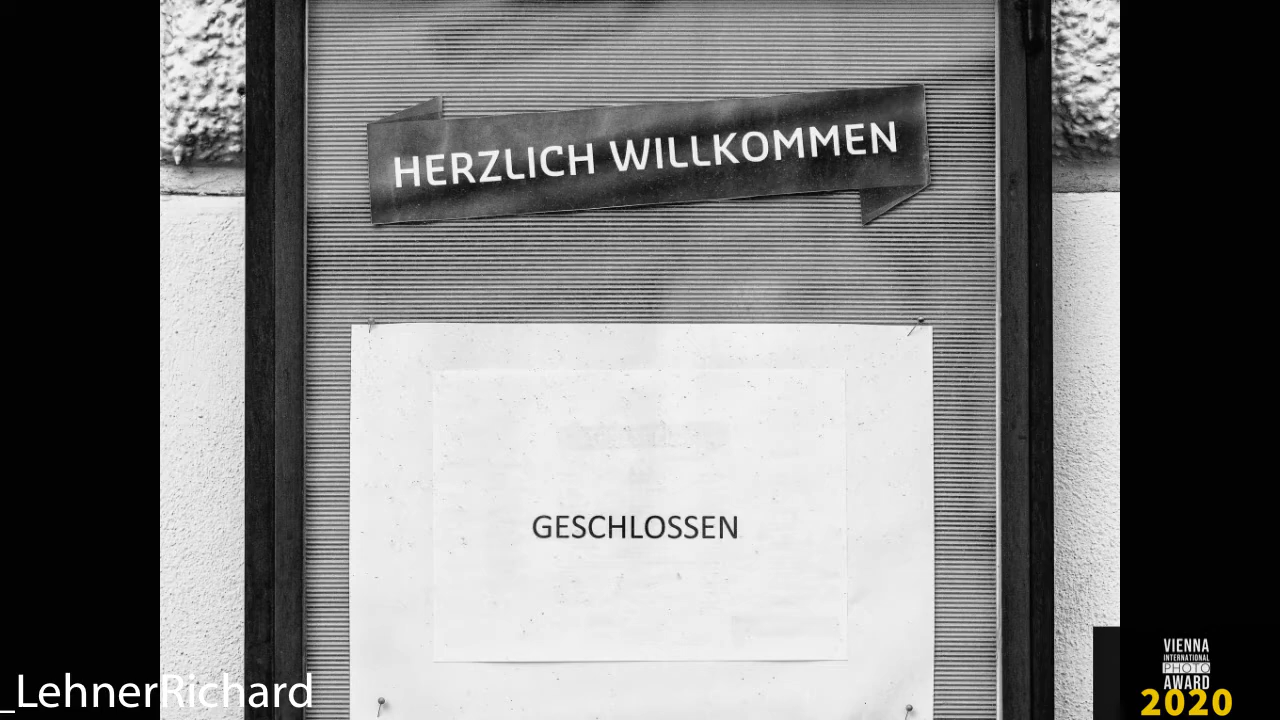 HERZLICH WILLKOMMEN
GESCHLOSSEN
_LehnerRichard
VIENNA
INTERNATIONAL
PHOTO
AWARD
2020